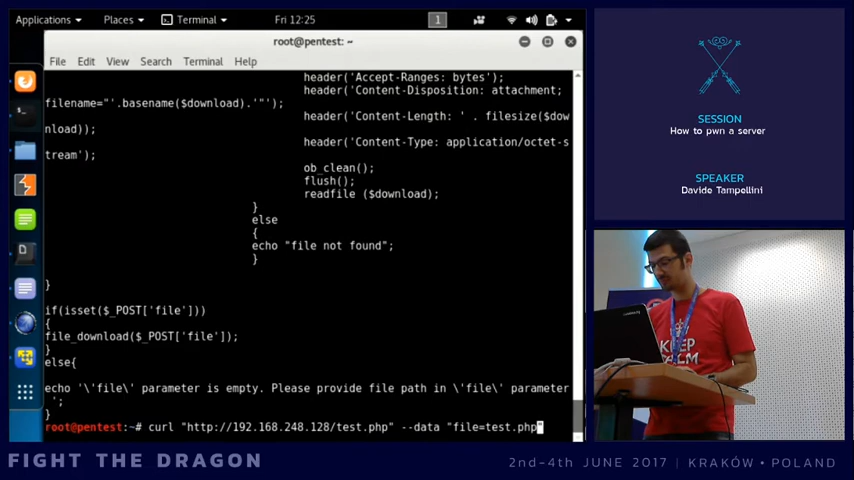 Applications
Places
Terminal
Fri 12:25
1
root@pentest: ~
File Edit View Search Terminal Help
header('Accept-Ranges: bytes');
header('Content-Disposition: attachment;
filename="'.basename($download).'"');
header('Content-Length: ' . filesize($dow
nload));
header('Content-Type: application/octet-s
tream');
ob_clean();
flush();
readfile ($download);
}
else
{
echo "file not found";
}
}
if(isset($_POST['file']))
{
file_download($_POST['file']);
}
else{
echo '\'file\' parameter is empty. Please provide file path in \'file\' parameter
';
}
root@pentest:~# curl "http://192.168.248.128/test.php" --data "file=test.php"
SESSION
How to pwn a server
SPEAKER
Davide Tampellini
KEEP
CALM
FIGHT THE DRAGON
2nd-4th JUNE 2017 | KRAKÓW • POLAND